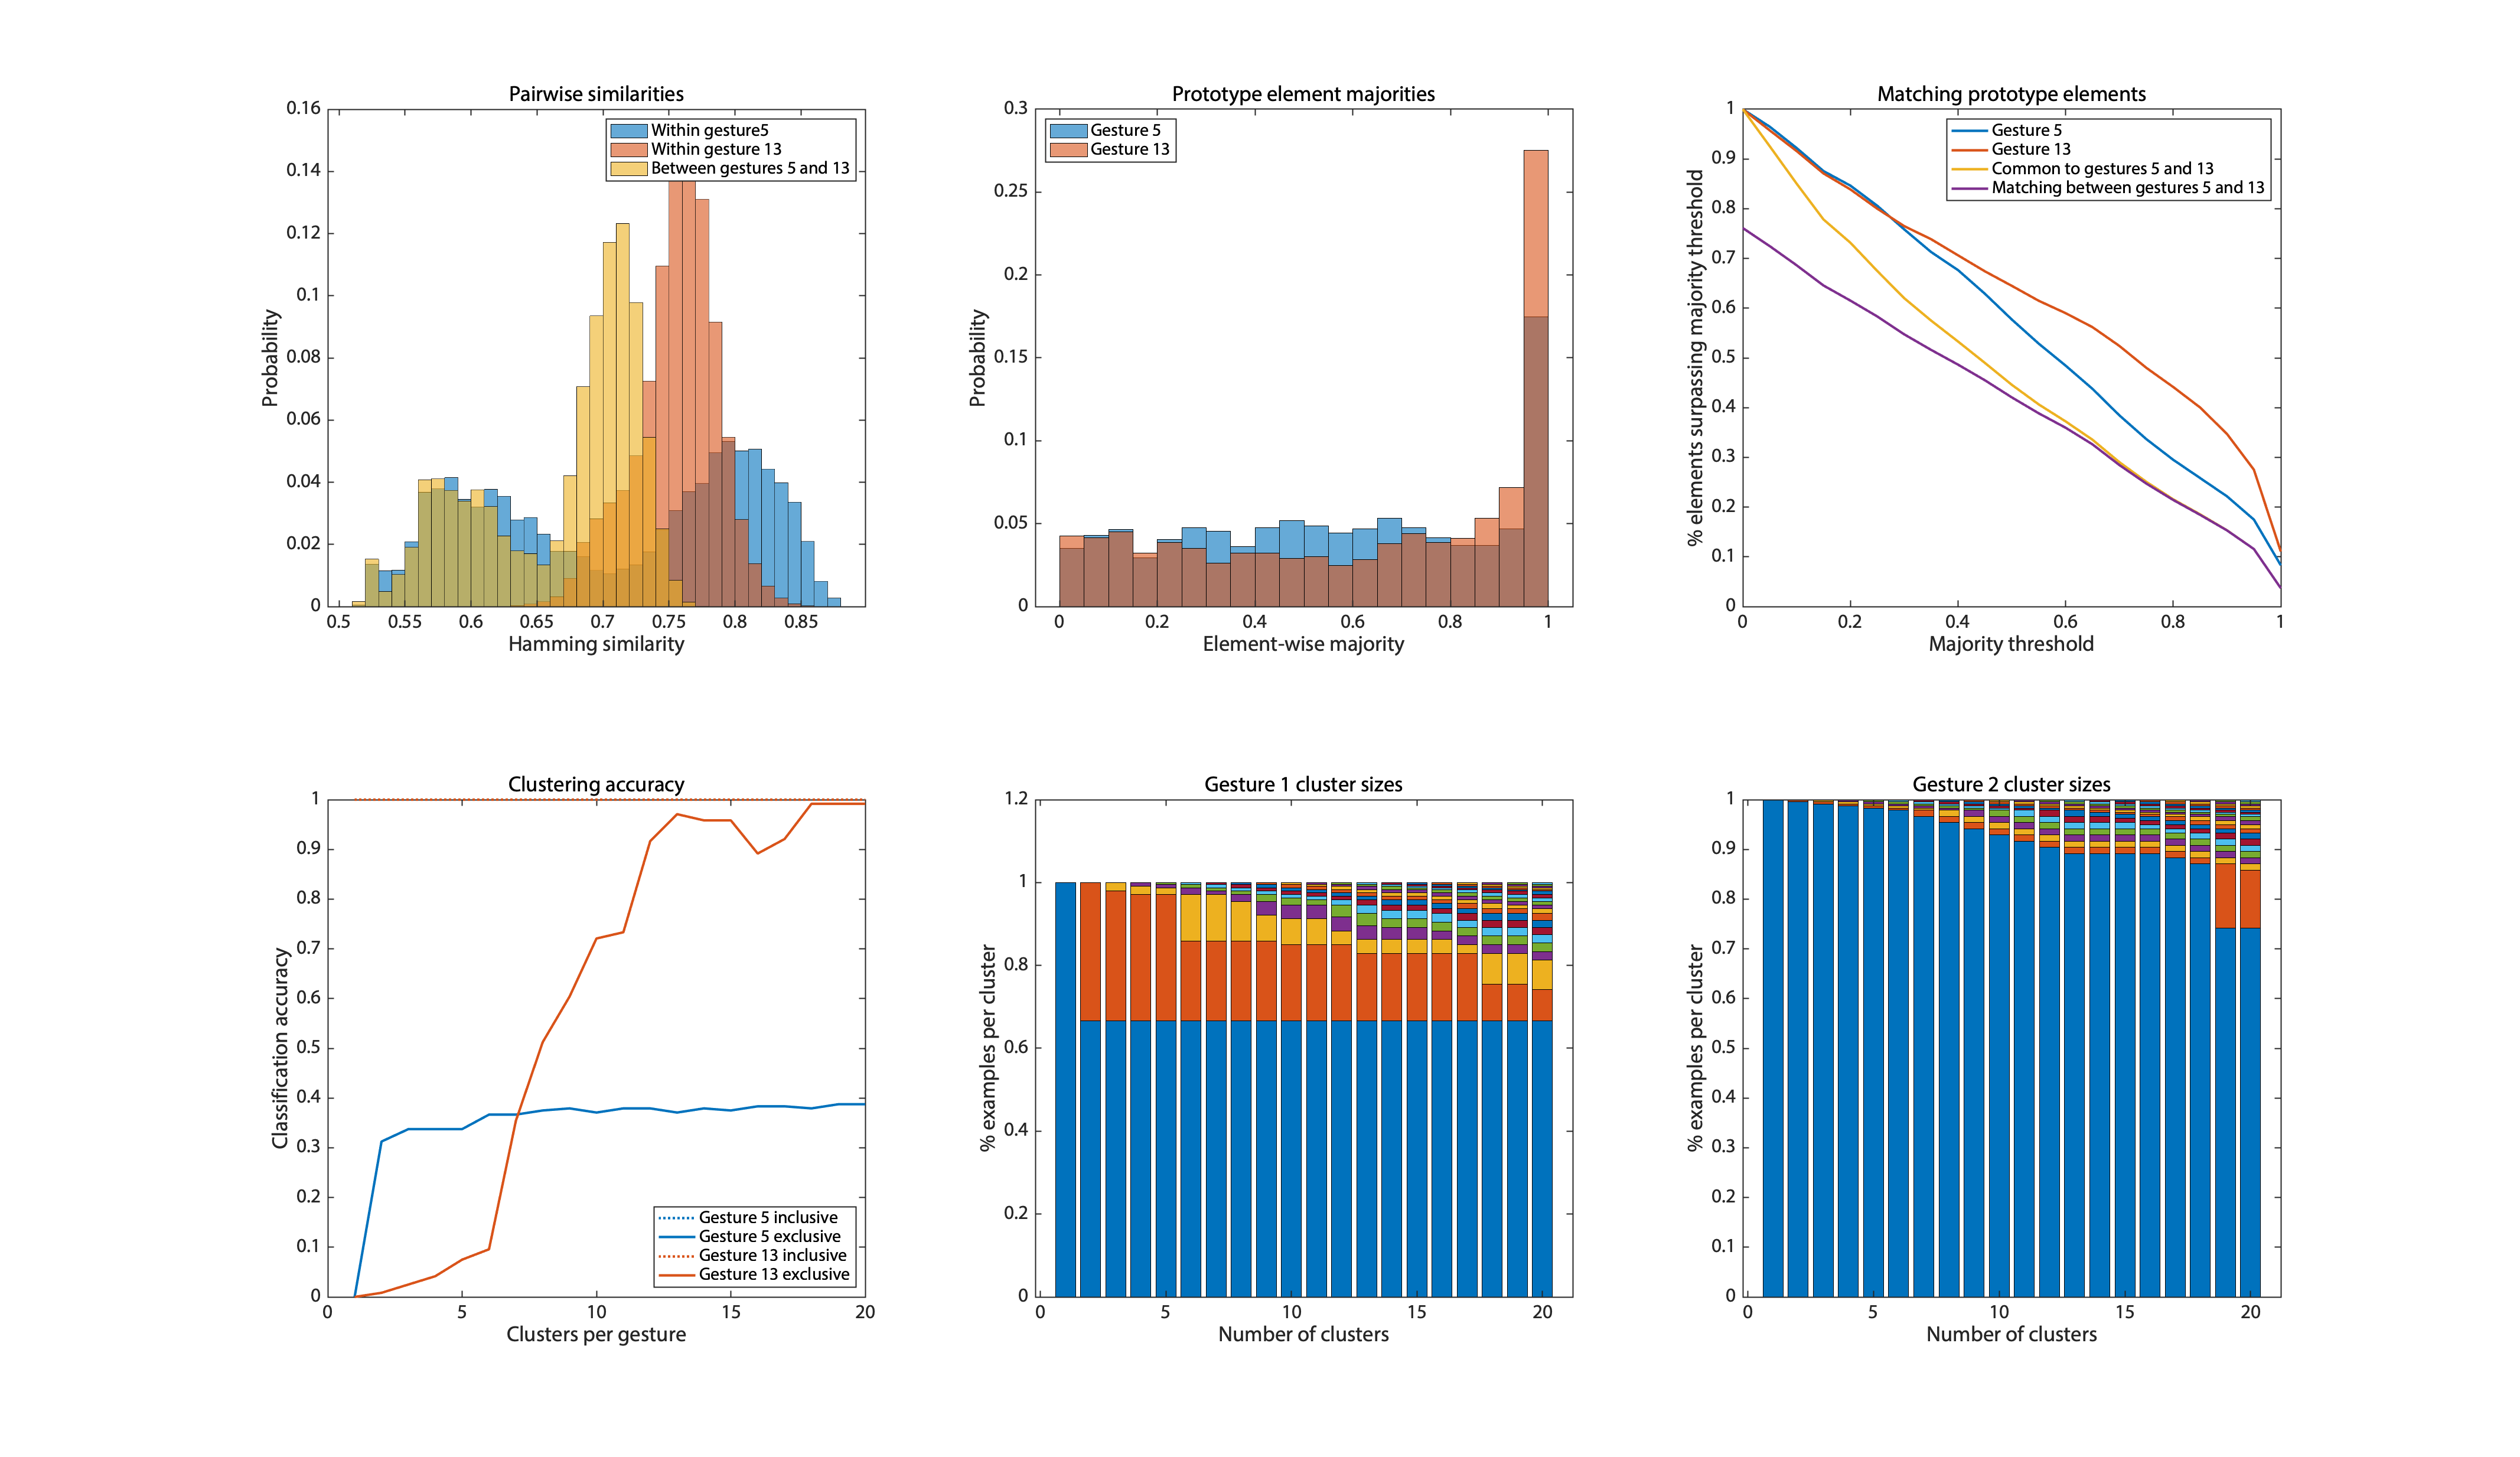 Pairwise similarities
0.16
0.14
0.12
0.1
0.08
0.06
0.04
0.02
0
Probability
Within gesture5
Within gesture 13
Between gestures 5 and 13
0.5 0.55 0.6 0.65 0.7 0.75 0.8 0.85
Hamming similarity
Prototype element majorities
0.3
0.25
0.2
0.15
0.1
0.05
0
Probability
Gesture 5
Gesture 13
0 0.2 0.4 0.6 0.8 1
Element-wise majority
Matching prototype elements
1
0.9
0.8
0.7
0.6
0.5
0.4
0.3
0.2
0.1
0
% elements surpassing majority threshold
Gesture 5
Gesture 13
Common to gestures 5 and 13
Matching between gestures 5 and 13
0 0.2 0.4 0.6 0.8 1
Majority threshold
Clustering accuracy
1
0.9
0.8
0.7
0.6
0.5
0.4
0.3
0.2
0.1
0
Classification accuracy
Gesture 5 inclusive
Gesture 5 exclusive
Gesture 13 inclusive
Gesture 13 exclusive
0 5 10 15 20
Clusters per gesture
Gesture 1 cluster sizes
1.2
1
0.8
0.6
0.4
0.2
0
% examples per cluster
0 5 10 15 20
Number of clusters
Gesture 2 cluster sizes
1
0.9
0.8
0.7
0.6
0.5
0.4
0.3
0.2
0.1
0
% examples per cluster
0 5 10 15 20
Number of clusters